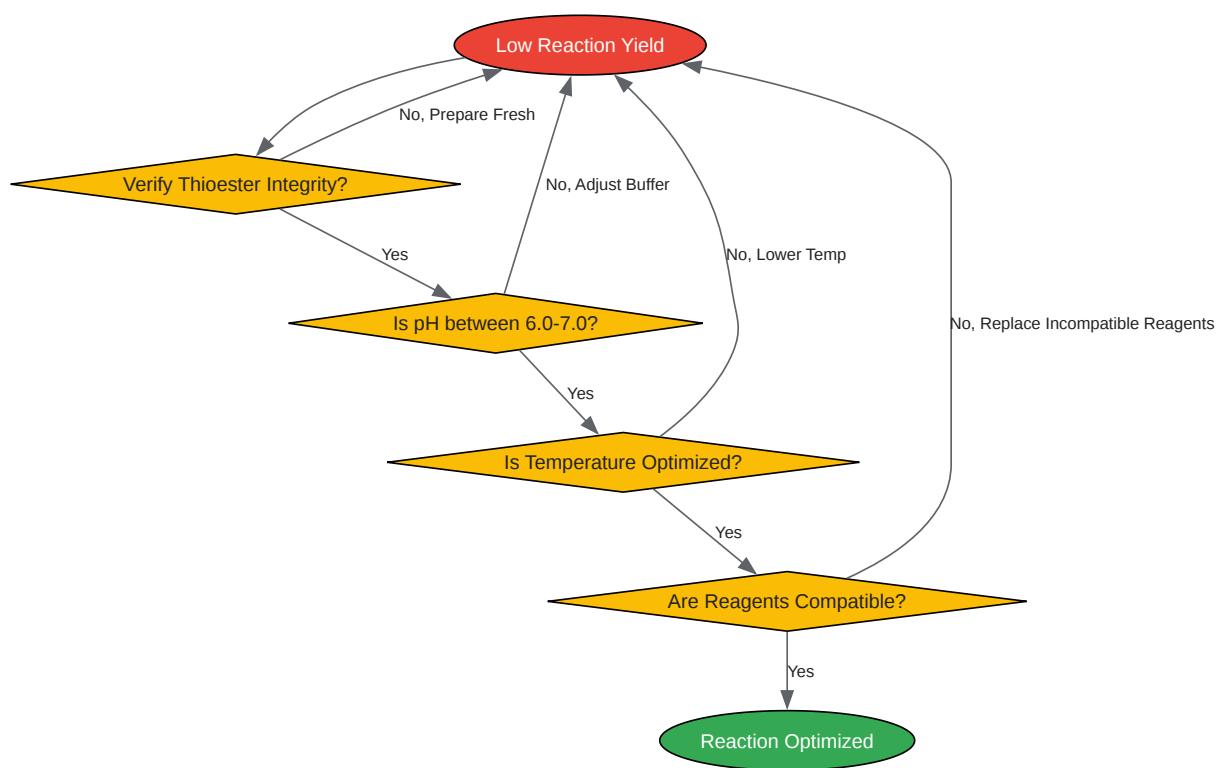 Low Reaction Yield
No, Prepare Fresh
Verify Thioester Integrity?
No, Adjust Buffer
Yes
No, Lower Temp
Is pH between 6.0-7.0?
No, Replace Incompatible Reagents
Yes
Is Temperature Optimized?
Yes
Are Reagents Compatible?
Yes
Reaction Optimized